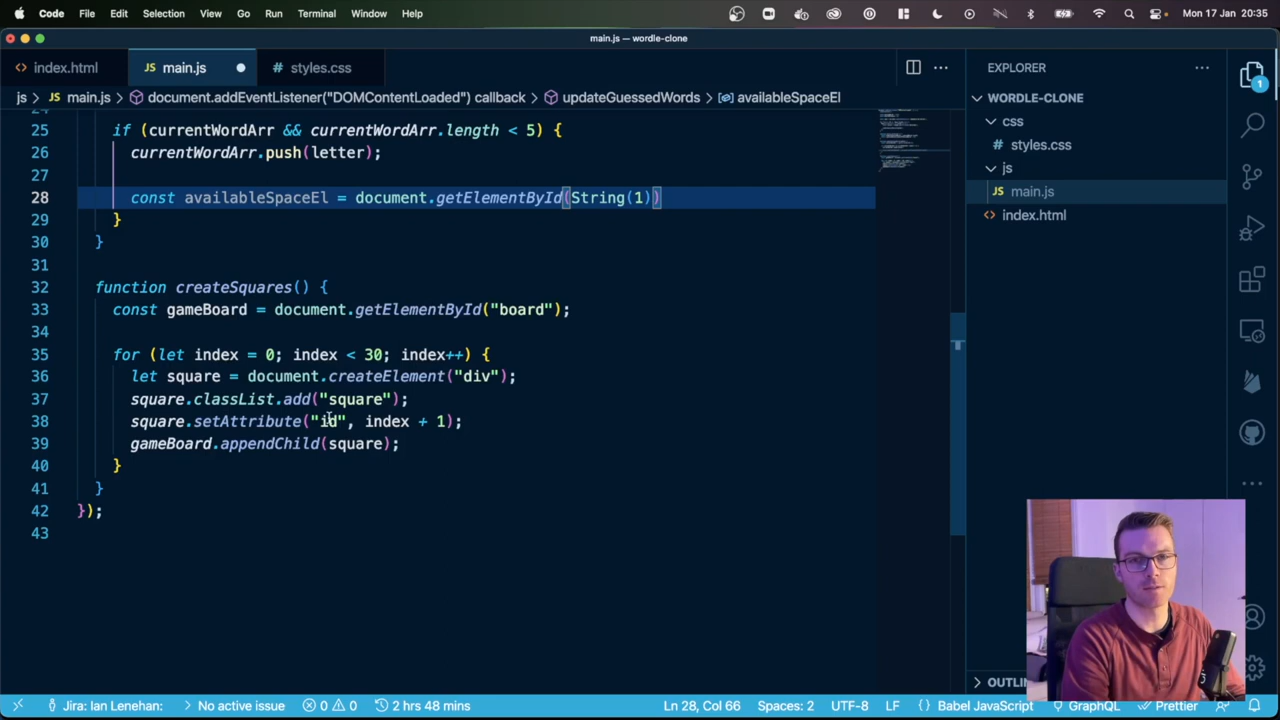 Code File Edit Selection View Go Run Terminal Window Help Mon 17 Jan 20:35
main.js — wordle-clone
index.html JS main.js styles.css
js > JS main.js > document.addEventListener("DOMContentLoaded") callback > updateGuessedWords > availableSpaceEl
25 if (currentWordArr && currentWordArr.length < 5) {
26 currentWordArr.push(letter);
27
28 const availableSpaceEl = document.getElementById(String(1))
29 }
30 }
31
32 function createSquares() {
33 const gameBoard = document.getElementById("board");
34
35 for (let index = 0; index < 30; index++) {
36 let square = document.createElement("div");
37 square.classList.add("square");
38 square.setAttribute("id", index + 1);
39 gameBoard.appendChild(square);
40 }
41 }
42 });
43
EXPLORER
WORDLE-CLONE
css
styles.css
js
JS main.js
index.html
OUTLI
1
Jira: Ian Lenehan: No active issue 0 0 2 hrs 48 mins Ln 28, Col 66 Spaces: 2 UTF-8 LF { } Babel JavaScript GraphQL Prettier